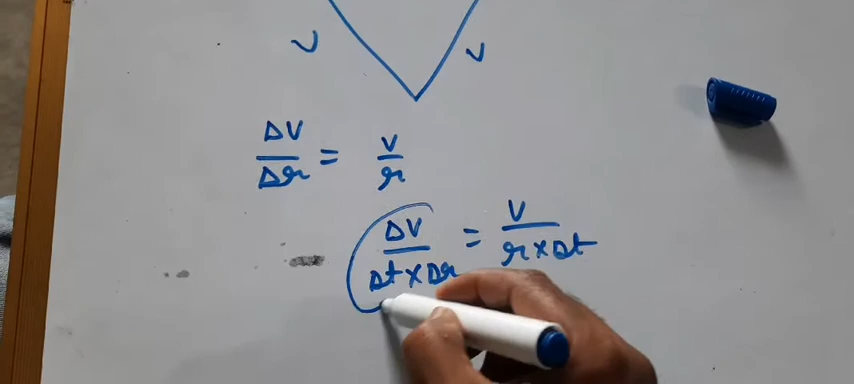 V V
ΔV/Δr = V/r
ΔV/(Δt×Δr) = V/(r×Δt)